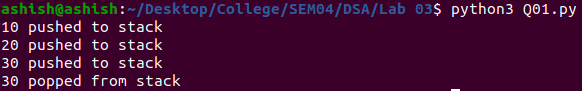 ashish@ashish:~/Desktop/College/SEM04/DSA/Lab 03$ python3 Q01.py
10 pushed to stack
20 pushed to stack
30 pushed to stack
30 popped from stack